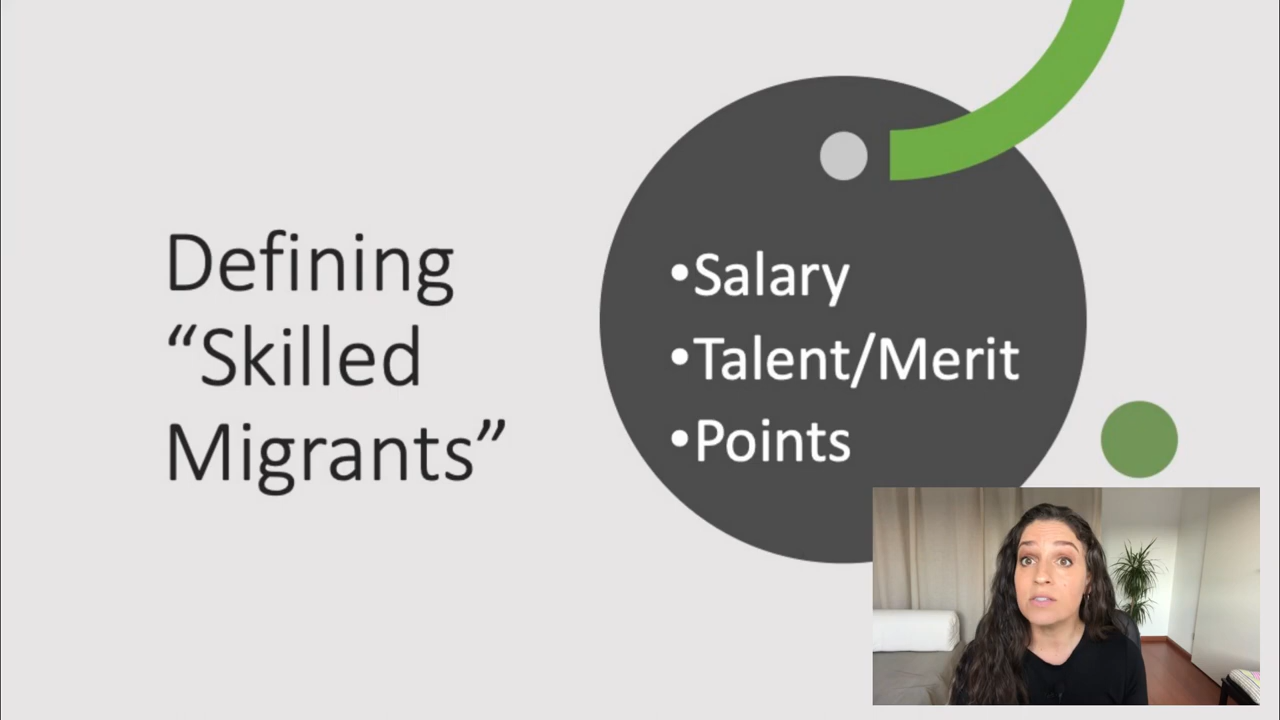 Defining
“Skilled
Migrants”
•Salary
•Talent/Merit
•Points